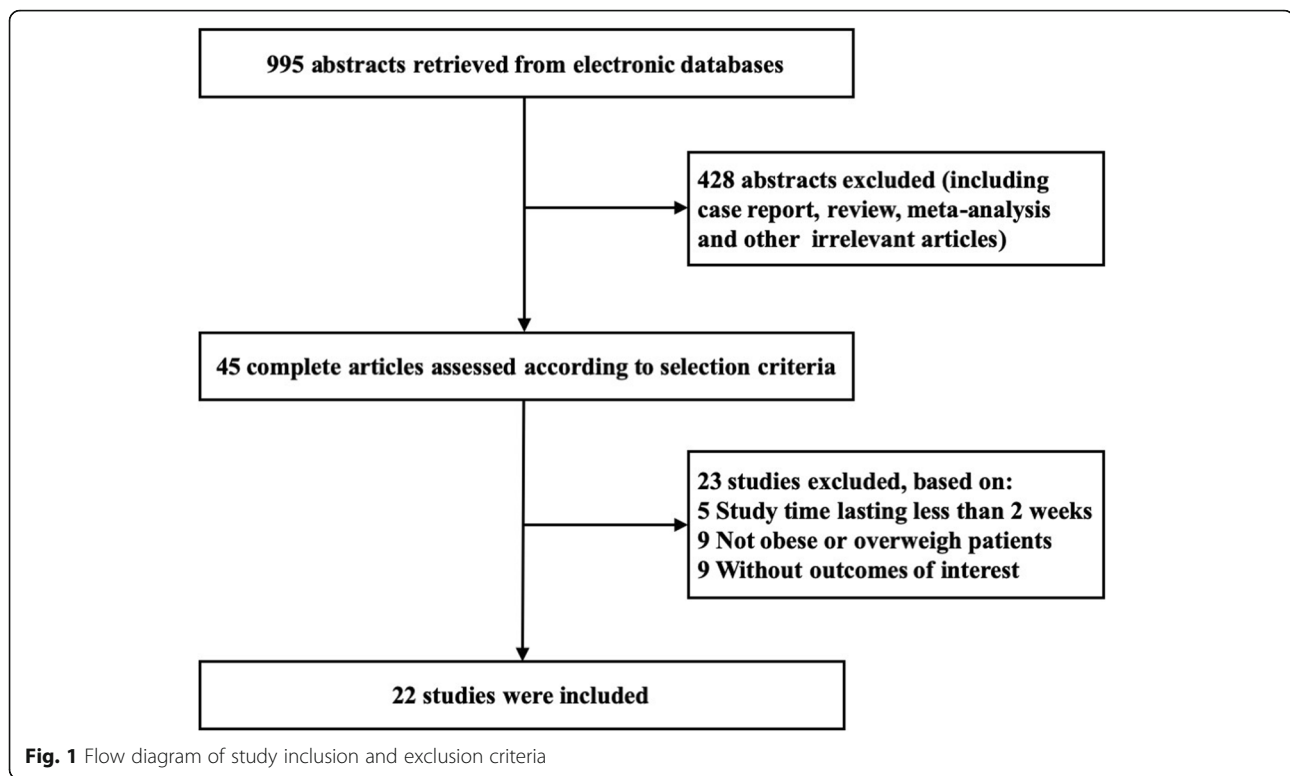 995 abstracts retrieved from electronic databases
428 abstracts excluded (including
case report, review, meta-analysis
and other irrelevant articles)
45 complete articles assessed according to selection criteria
23 studies excluded, based on:
5 Study time lasting less than 2 weeks
9 Not obese or overweigh patients
9 Without outcomes of interest
22 studies were included
Fig. 1 Flow diagram of study inclusion and exclusion criteria